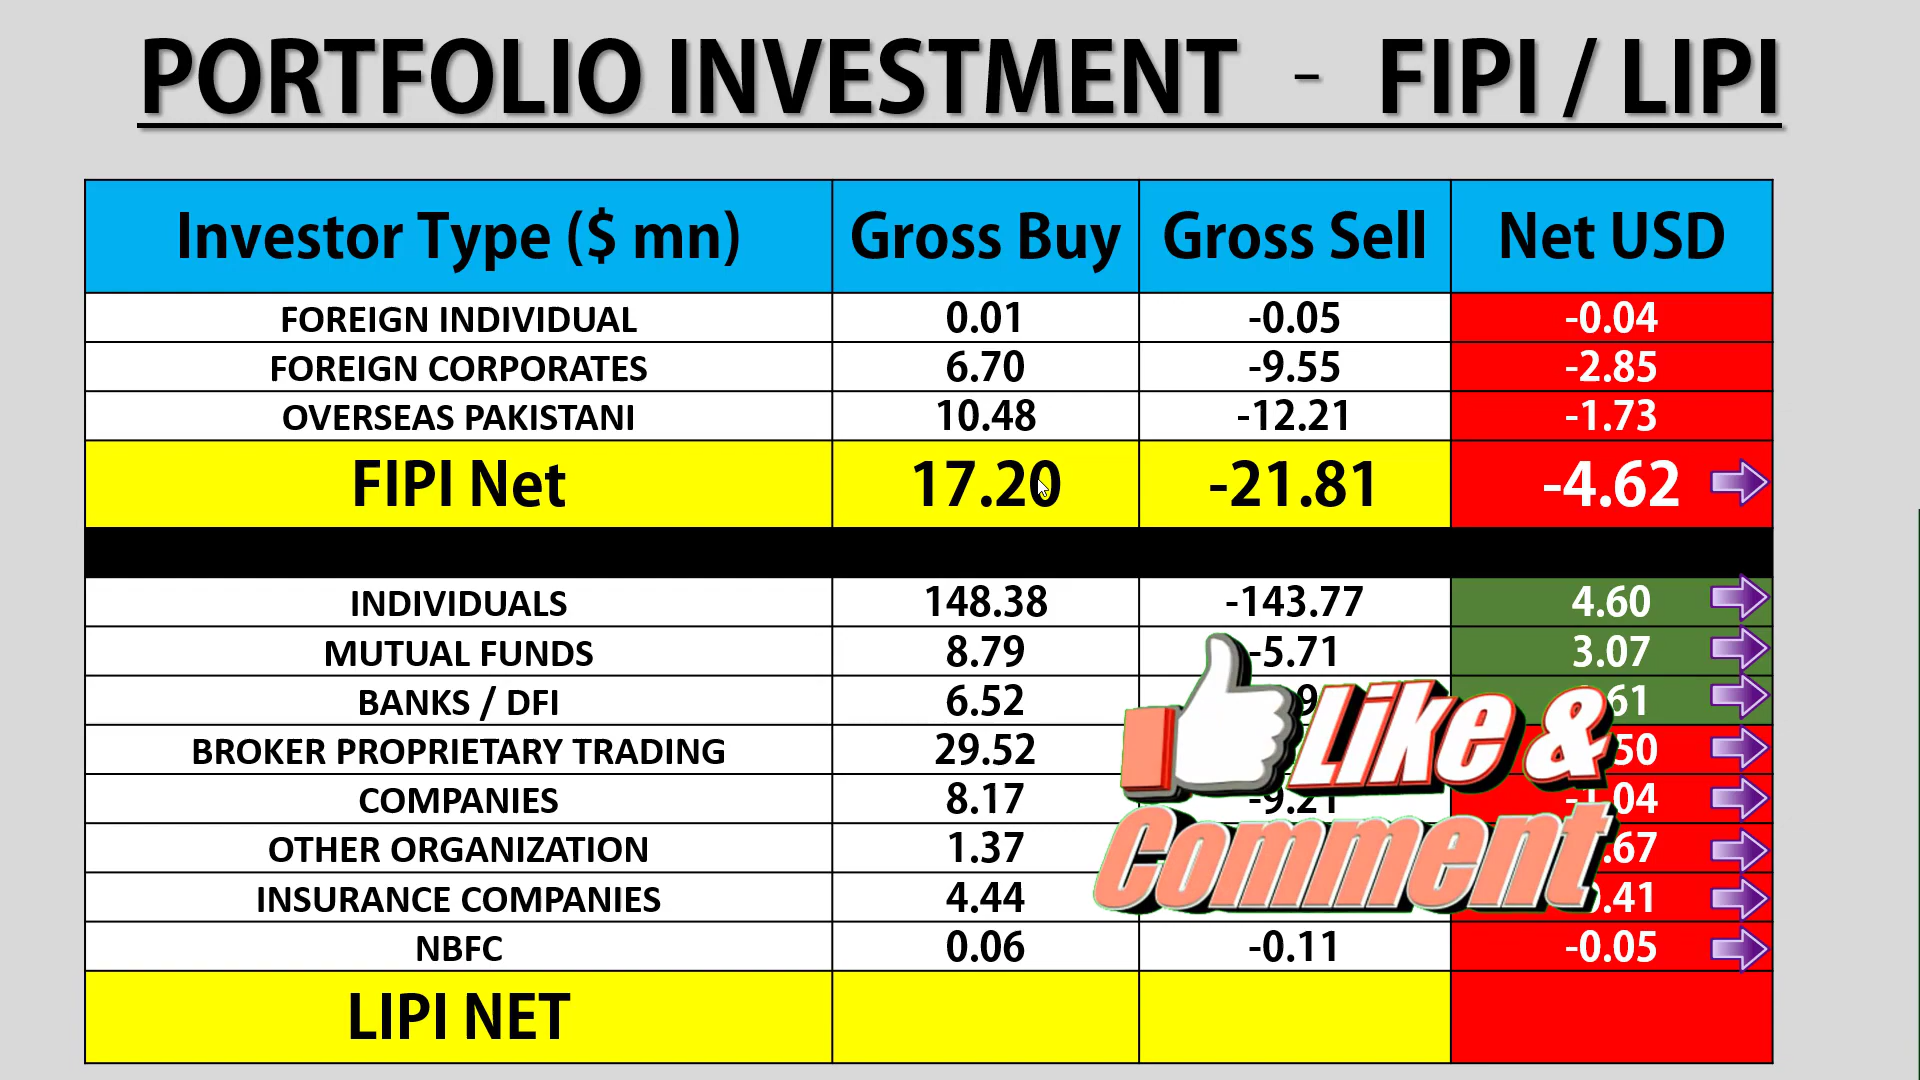 PORTFOLIO INVESTMENT - FIPI / LIPI
Investor Type ($ mn) Gross Buy Gross Sell Net USD
FOREIGN INDIVIDUAL 0.01 -0.05 -0.04
FOREIGN CORPORATES 6.70 -9.55 -2.85
OVERSEAS PAKISTANI 10.48 -12.21 -1.73
FIPI Net 17.20 -21.81 -4.62
INDIVIDUALS 148.38 -143.77 4.60
MUTUAL FUNDS 8.79 -5.71 3.07
BANKS / DFI 6.52
BROKER PROPRIETARY TRADING 29.52
COMPANIES 8.17 -9.21 -1.04
OTHER ORGANIZATION 1.37
INSURANCE COMPANIES 4.44
NBFC 0.06 -0.11 -0.05
LIPI NET
Like &
Comment